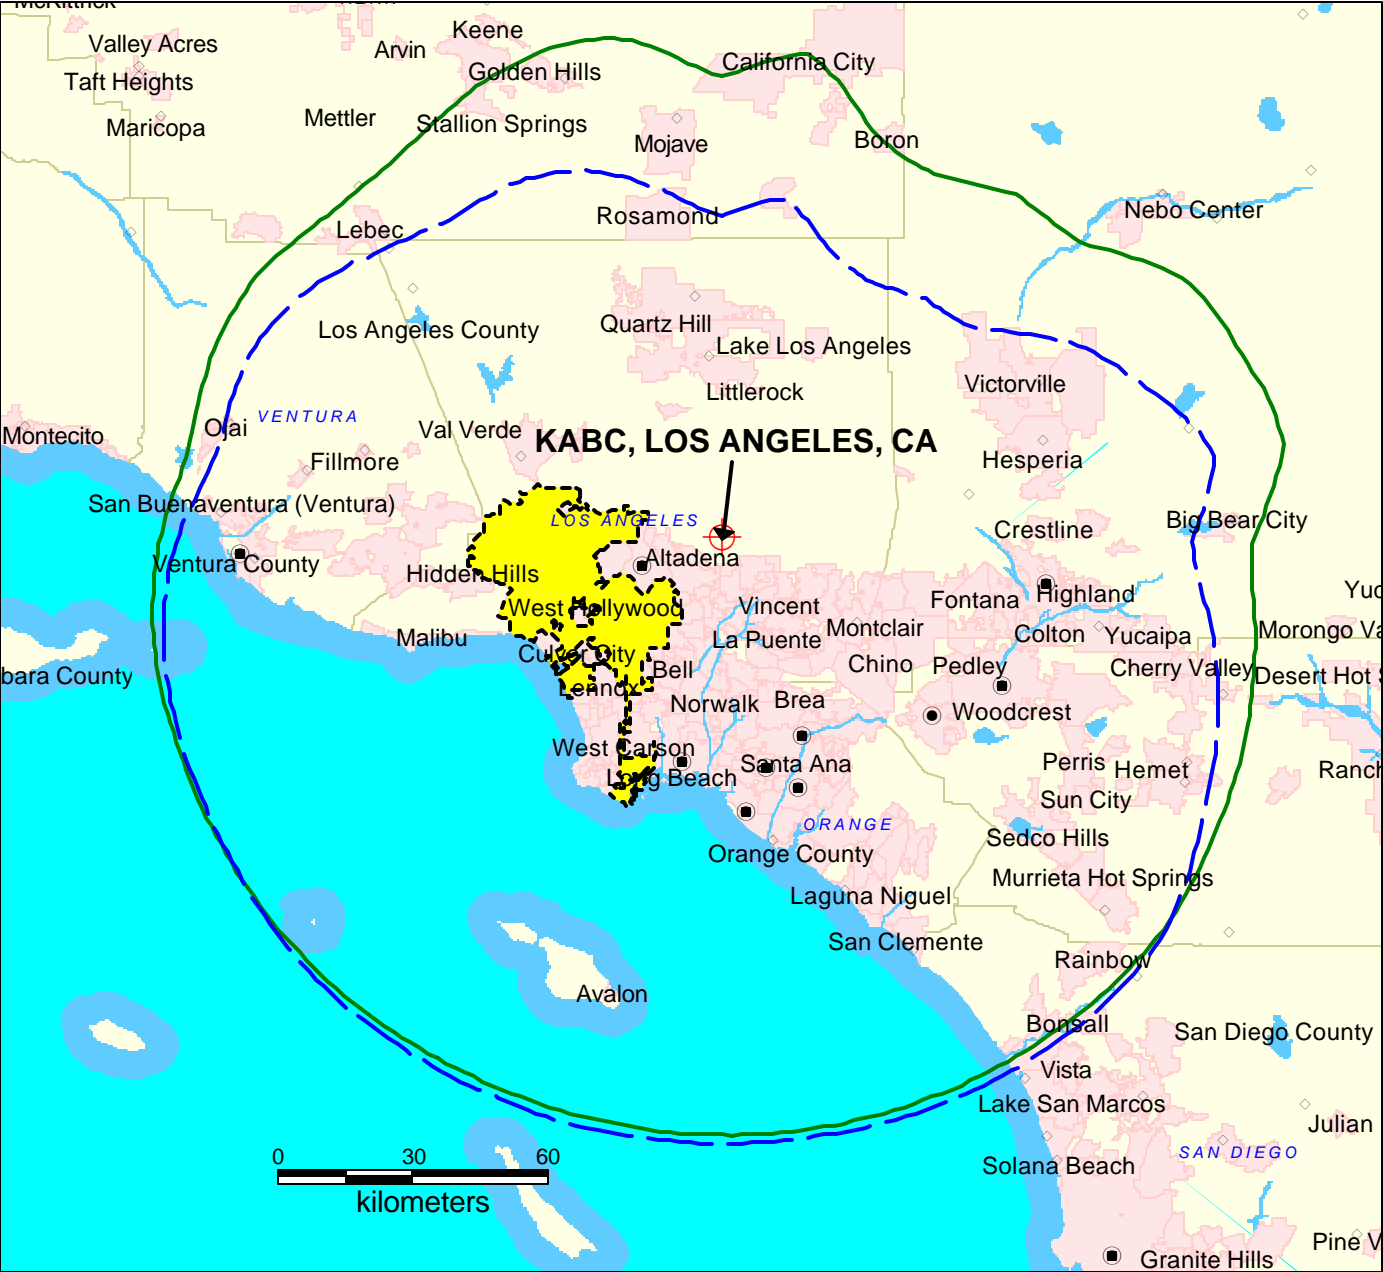 McKittrick
Keene
Valley Acres
Arvin
Golden Hills
California City
Taft Heights
Maricopa
Mettler
Stallion Springs
Mojave
Boron
Lebec
Rosamond
Nebo Center
Los Angeles County
Quartz Hill
Lake Los Angeles
Littlerock
Victorville
Montecito
Ojai
VENTURA
Val Verde
KABC, LOS ANGELES, CA
Fillmore
Hesperia
San Buenaventura (Ventura)
LOS ANGELES
Crestline
Big Bear City
Ventura County
Hidden Hills
Altadena
West Hollywood
Vincent
Fontana
Highland
Yuc
Malibu
Culver City
La Puente
Montclair
Colton
Yucaipa
Morongo Va
bara County
Lennox
Bell
Chino
Pedley
Cherry Valley
Desert Hot S
Norwalk
Brea
Woodcrest
West Carson
Long Beach
Santa Ana
Perris
Hemet
Ranch
Sun City
ORANGE
Sedco Hills
Orange County
Murrieta Hot Springs
Laguna Niguel
San Clemente
Rainbow
Avalon
Bonsall
San Diego County
Vista
Lake San Marcos
Julian
0 30 60
kilometers
Solana Beach
SAN DIEGO
Pine V
Granite Hills